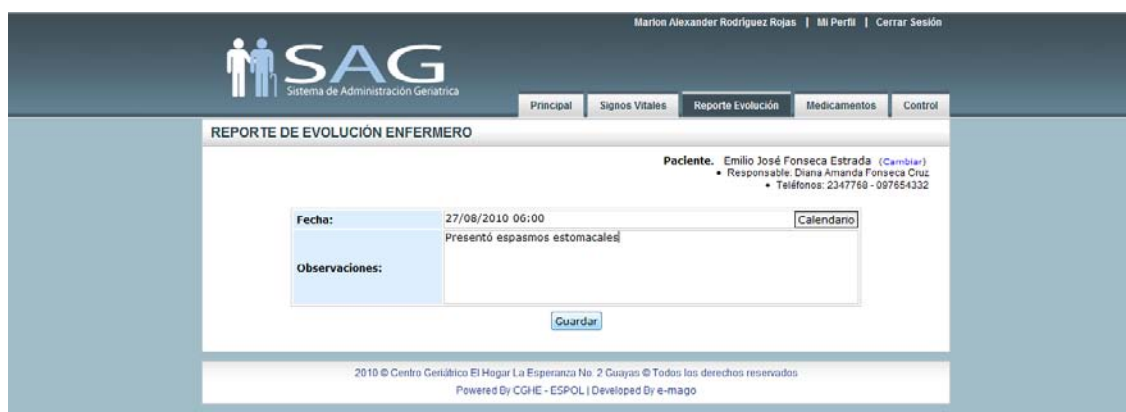 Marlon Alexander Rodríguez Rojas | Mi Perfil | Cerrar Sesión
SAG
Sistema de Administración Geriatrica
Principal Signos Vitales Reporte Evolución Medicamentos Control
REPORTE DE EVOLUCIÓN ENFERMERO
Paciente. Emilio José Fonseca Estrada (Cambiar)
• Responsable: Diana Amanda Fonseca Cruz
• Teléfonos: 2347768 - 097654332
Fecha: 27/08/2010 06:00 Calendario
Presentó espasmos estomacales
Observaciones:
Guardar
2010 © Centro Geriátrico El Hogar La Esperanza No. 2 Guayas © Todos los derechos reservados
Powered By CGHE - ESPOL | Developed By e-mago